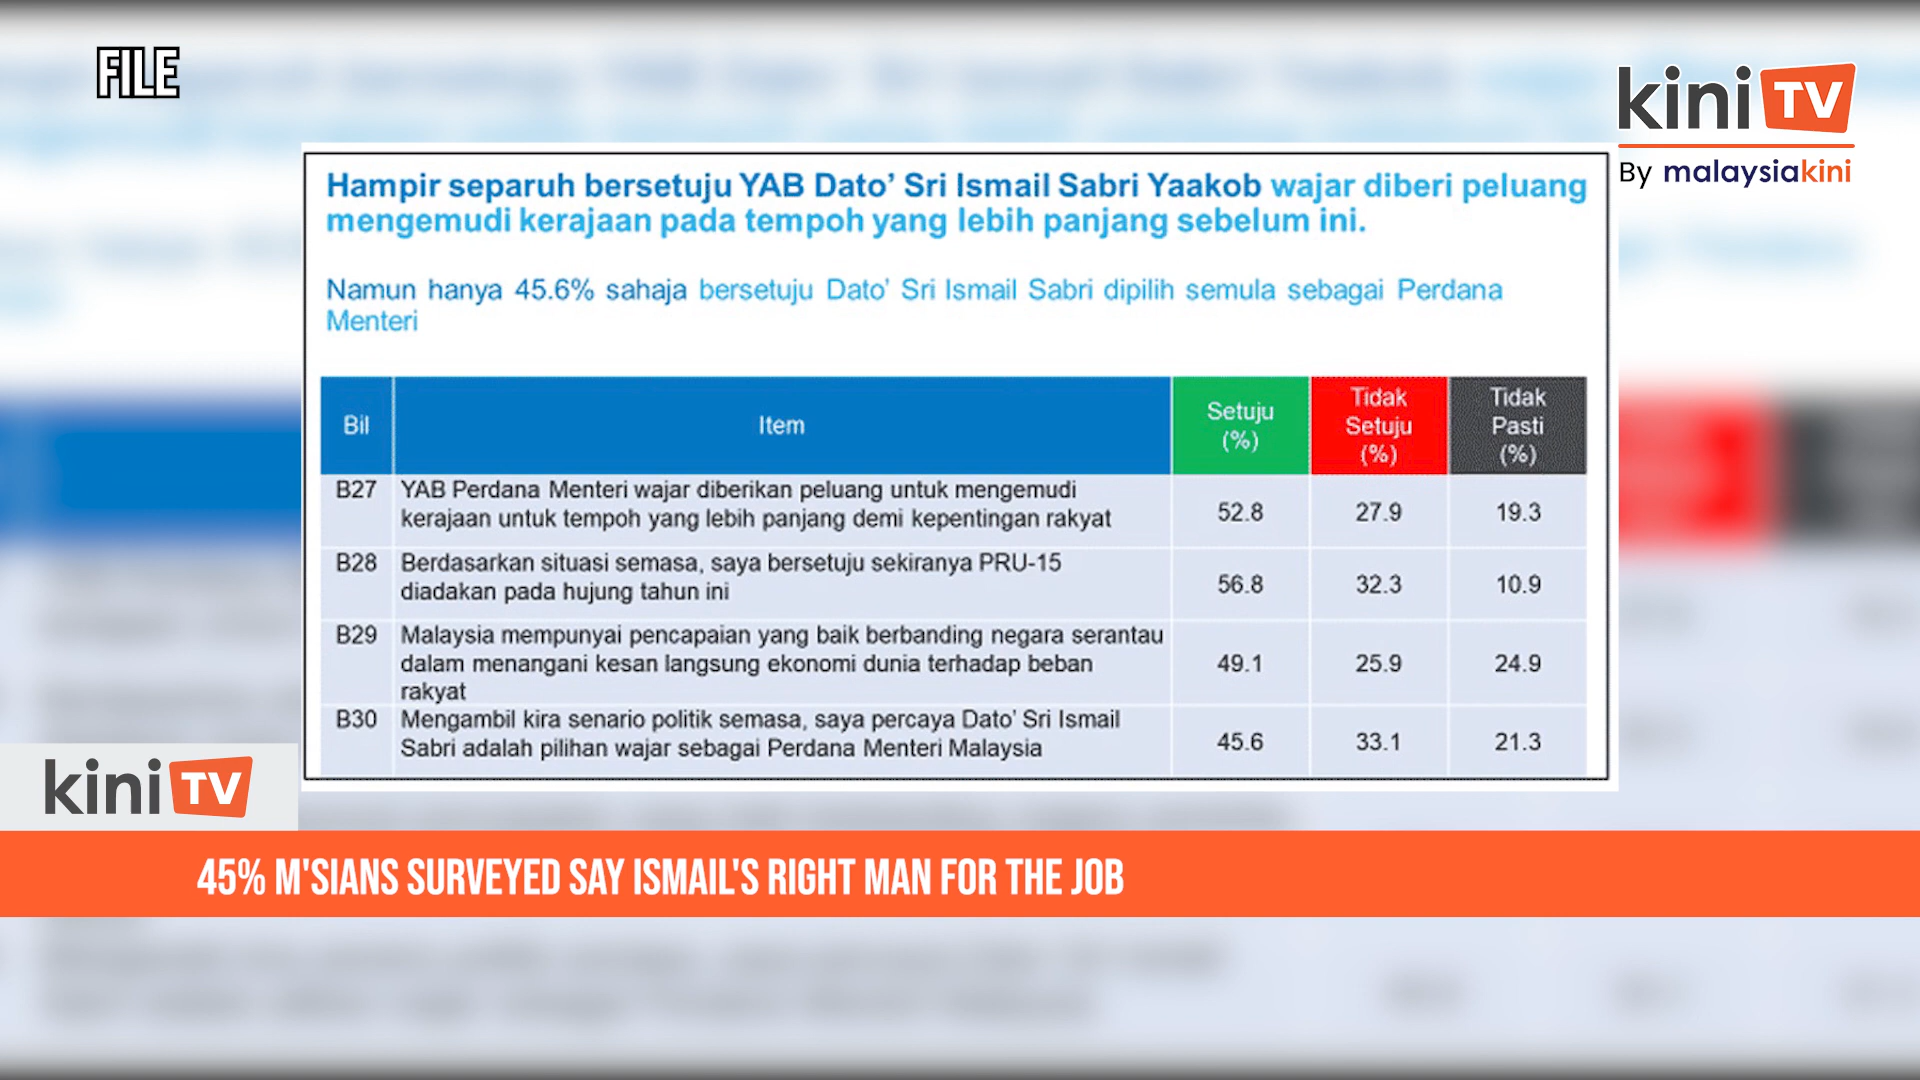 FILE
kini TV
By malaysiakini
Hampir separuh bersetuju YAB Dato' Sri Ismail Sabri Yaakob wajar diberi peluang
mengemudi kerajaan pada tempoh yang lebih panjang sebelum ini.
Namun hanya 45.6% sahaja bersetuju Dato' Sri Ismail Sabri dipilih semula sebagai Perdana
Menteri
Bil
Item
Setuju
(%)
Tidak
Setuju
(%)
Tidak
Pasti
(%)
B27
YAB Perdana Menteri wajar diberikan peluang untuk mengemudi
kerajaan untuk tempoh yang lebih panjang demi kepentingan rakyat
52.8
27.9
19.3
B28
Berdasarkan situasi semasa, saya bersetuju sekiranya PRU-15
diadakan pada hujung tahun ini
56.8
32.3
10.9
B29
Malaysia mempunyai pencapaian yang baik berbanding negara serantau
dalam menangani kesan langsung ekonomi dunia terhadap beban
rakyat
49.1
25.9
24.9
B30
Mengambil kira senario politik semasa, saya percaya Dato' Sri Ismail
Sabri adalah pilihan wajar sebagai Perdana Menteri Malaysia
45.6
33.1
21.3
kini TV
45% M'SIANS SURVEYED SAY ISMAIL'S RIGHT MAN FOR THE JOB